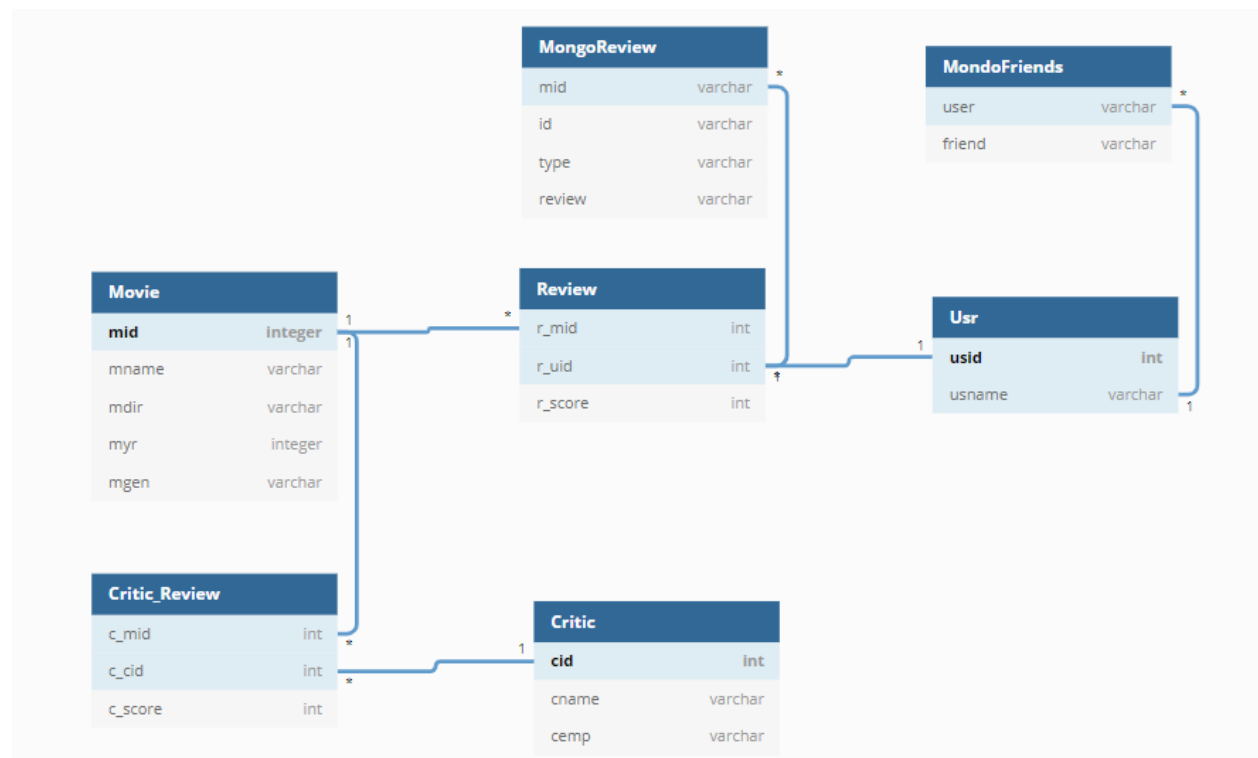 MongoReview
mid varchar
id varchar
type varchar
review varchar
*
MondoFriends
user varchar
friend varchar
*
Movie
mid integer
mname varchar
mdir varchar
myr integer
mgen varchar
1
1
Review
r_mid int
r_uid int
r_score int
*
*
Usr
usid int
usname varchar
1
1
Critic_Review
c_mid int
c_cid int
c_score int
*
*
Critic
cid int
cname varchar
cemp varchar
1